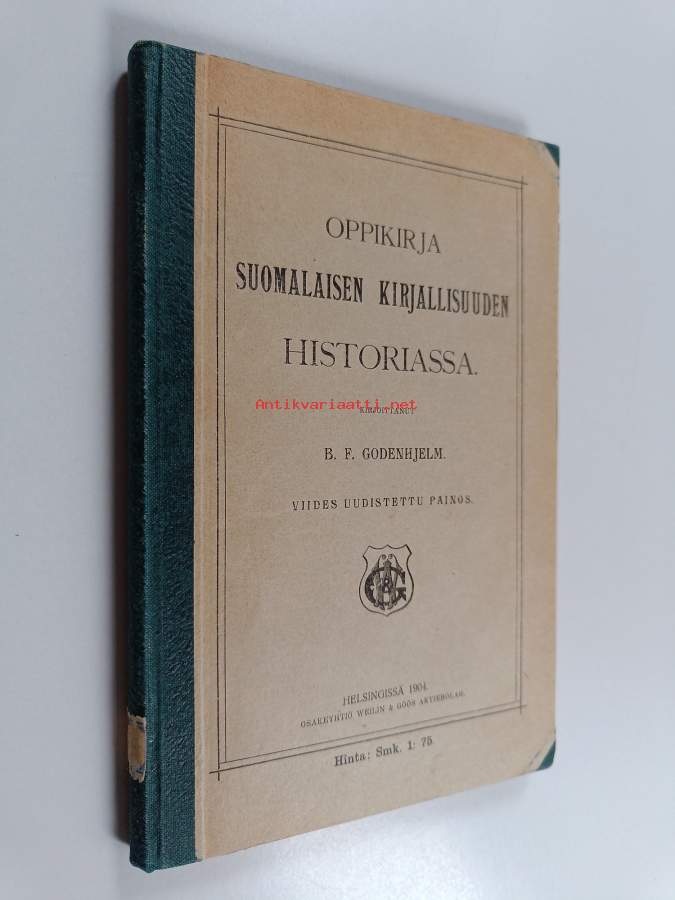 OPPIKIRJA
SUOMALAISEN KIRJALLISUUDEN
HISTORIASSA.
Antikvariaatti.net
KIRJOITTANUT
B. F. GODENHJELM.
VIIDES UUDISTETTU PAINOS.
HELSINGISSÄ 1904.
OSAKEYHTIÖ WEILIN & GÖÖS AKTIEBOLAG.
Hinta: Smk. 1: 75